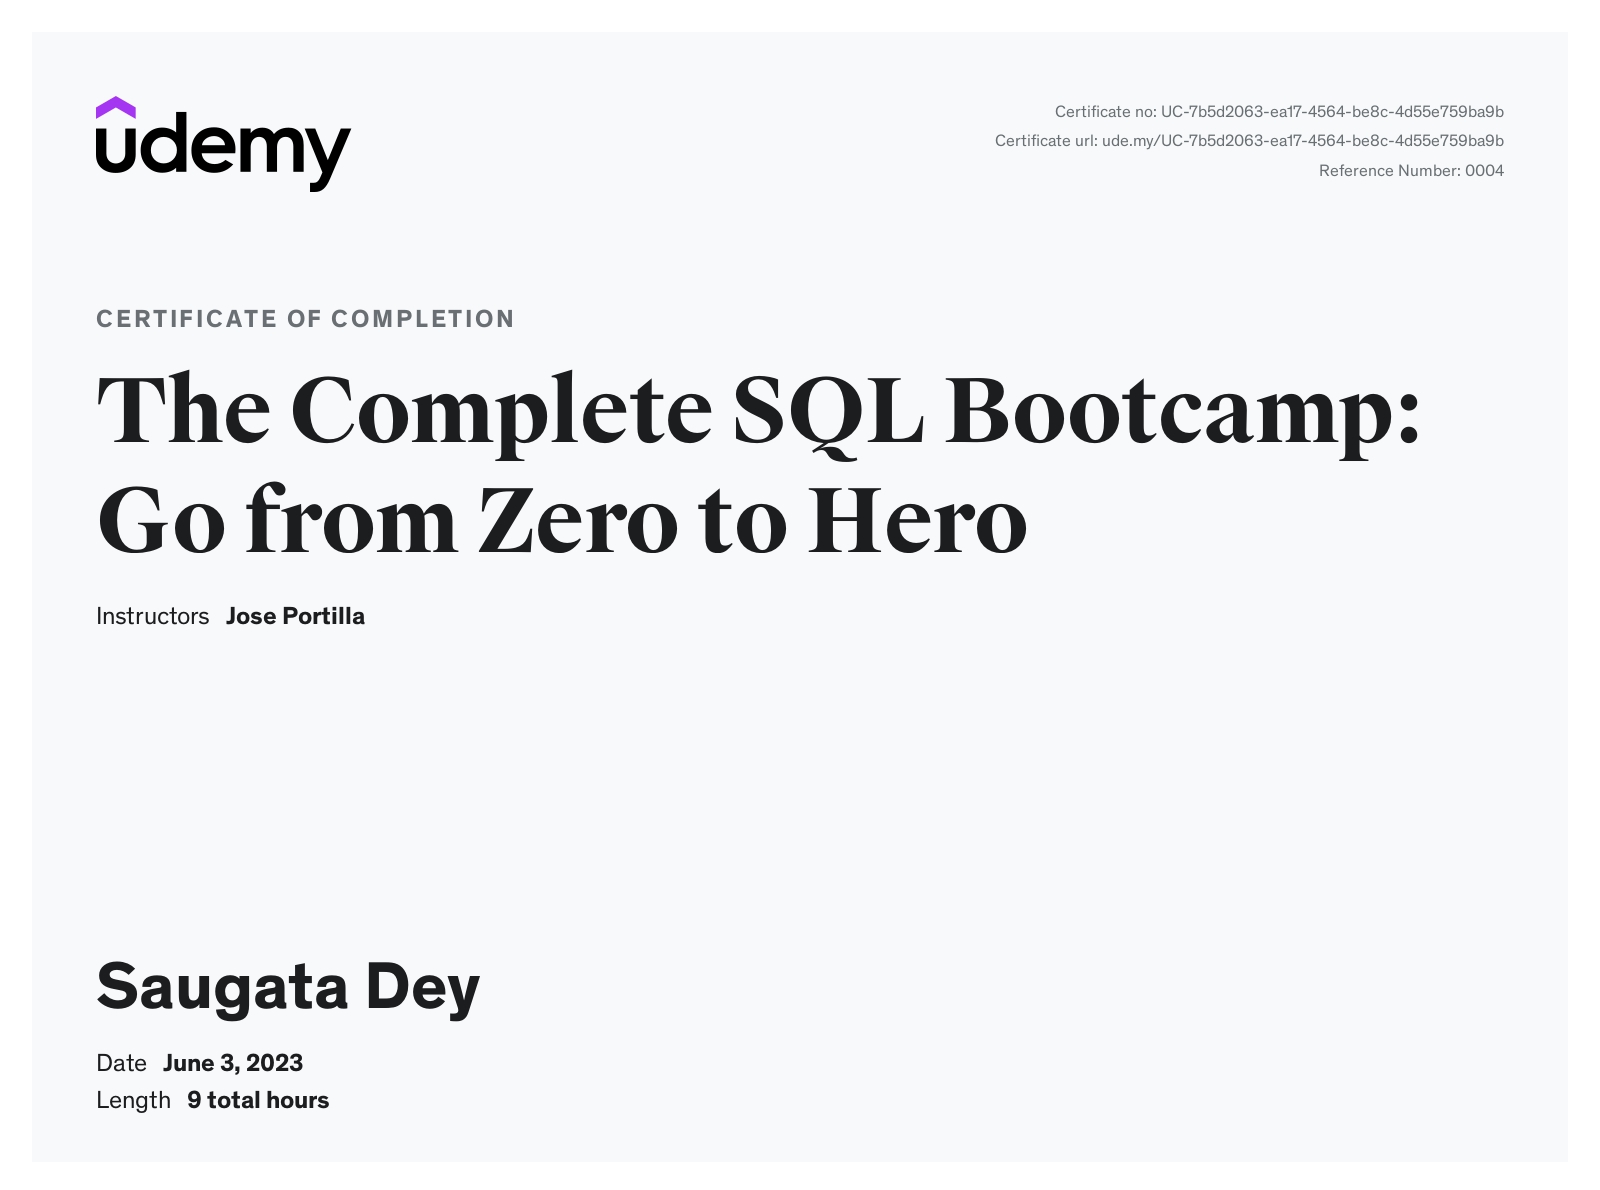 udemy
Certificate no: UC-7b5d2063-ea17-4564-be8c-4d55e759ba9b
Certificate url: ude.my/UC-7b5d2063-ea17-4564-be8c-4d55e759ba9b
Reference Number: 0004
CERTIFICATE OF COMPLETION
The Complete SQL Bootcamp:
Go from Zero to Hero
Instructors Jose Portilla
Saugata Dey
Date June 3, 2023
Length 9 total hours